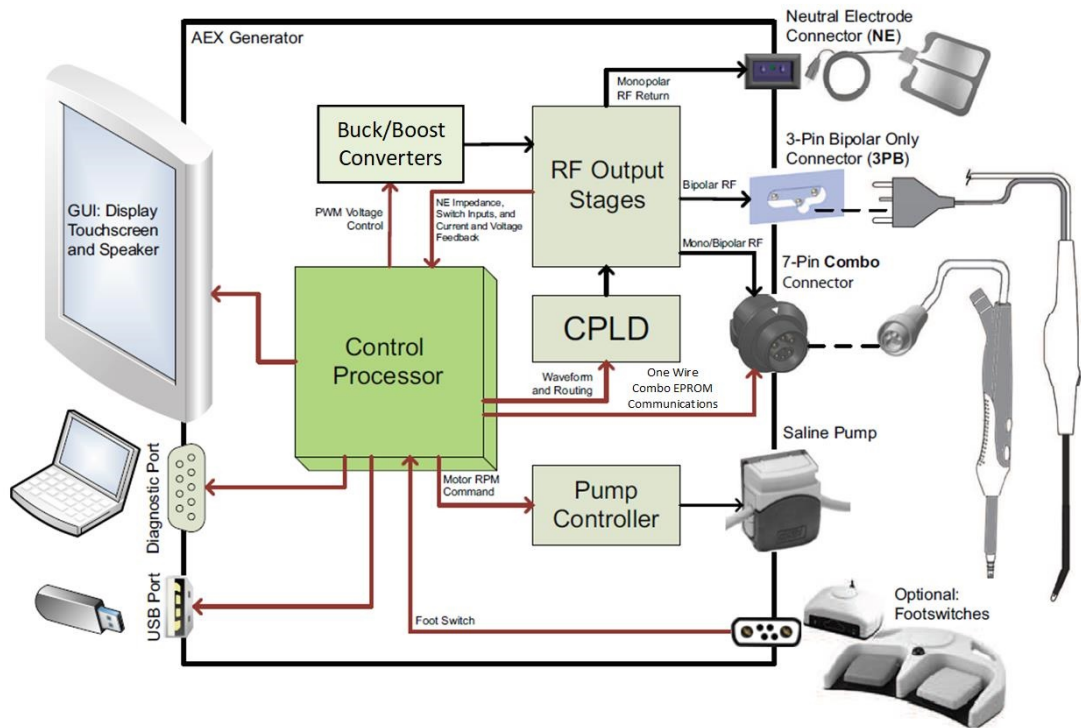 AEX Generator
Neutral Electrode
Connector (NE)
Monopolar
RF Return
Buck/Boost
Converters
RF Output
Stages
3-Pin Bipolar Only
Connector (3PB)
Bipolar RF
GUI: Display
Touchscreen
and Speaker
PWM Voltage
Control
NE Impedance,
Switch Inputs, and
Current and Voltage
Feedback
Mono/Bipolar RF
7-Pin Combo
Connector
CPLD
Control
Processor
Waveform
and Routing
One Wire
Combo EPROM
Communications
Saline Pump
Diagnostic Port
Motor RPM
Command
Pump
Controller
USB Port
Foot Switch
Optional:
Footswitches